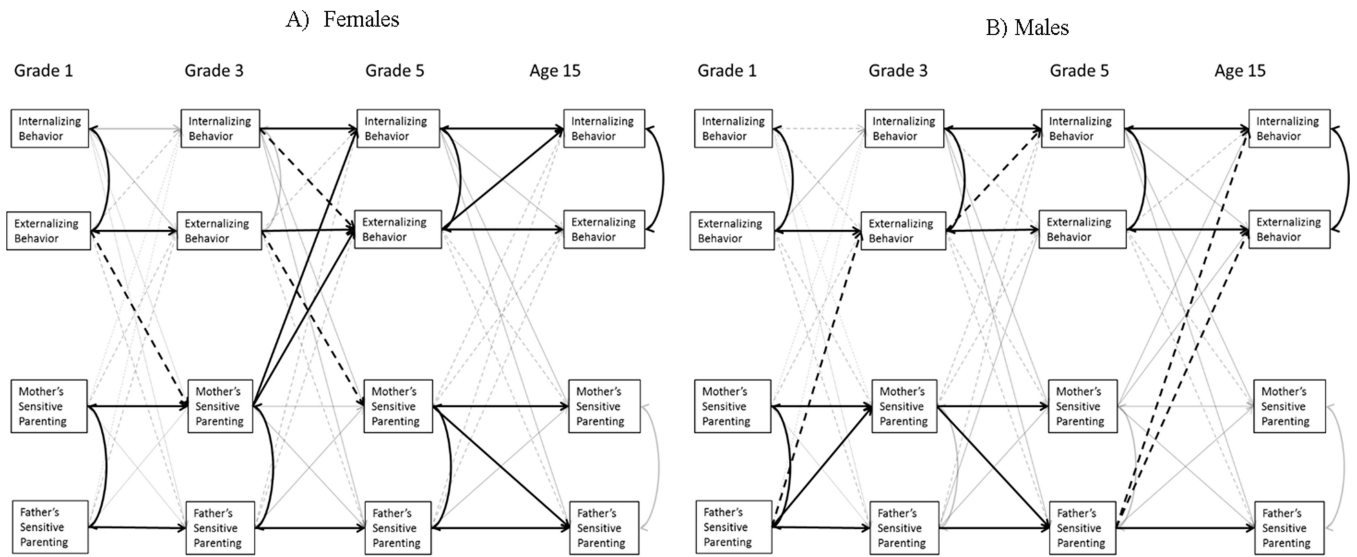 A) Females
Grade 1
Grade 3
Grade 5
Age 15
Internalizing
Behavior
Internalizing
Behavior
Internalizing
Behavior
Internalizing
Behavior
Externalizing
Behavior
Externalizing
Behavior
Externalizing
Behavior
Externalizing
Behavior
Mother's
Sensitive
Parenting
Mother's
Sensitive
Parenting
Mother's
Sensitive
Parenting
Mother's
Sensitive
Parenting
Father's
Sensitive
Parenting
Father's
Sensitive
Parenting
Father's
Sensitive
Parenting
Father's
Sensitive
Parenting
B) Males
Grade 1
Grade 3
Grade 5
Age 15
Internalizing
Behavior
Internalizing
Behavior
Internalizing
Behavior
Internalizing
Behavior
Externalizing
Behavior
Externalizing
Behavior
Externalizing
Behavior
Externalizing
Behavior
Mother's
Sensitive
Parenting
Mother's
Sensitive
Parenting
Mother's
Sensitive
Parenting
Mother's
Sensitive
Parenting
Father's
Sensitive
Parenting
Father's
Sensitive
Parenting
Father's
Sensitive
Parenting
Father's
Sensitive
Parenting